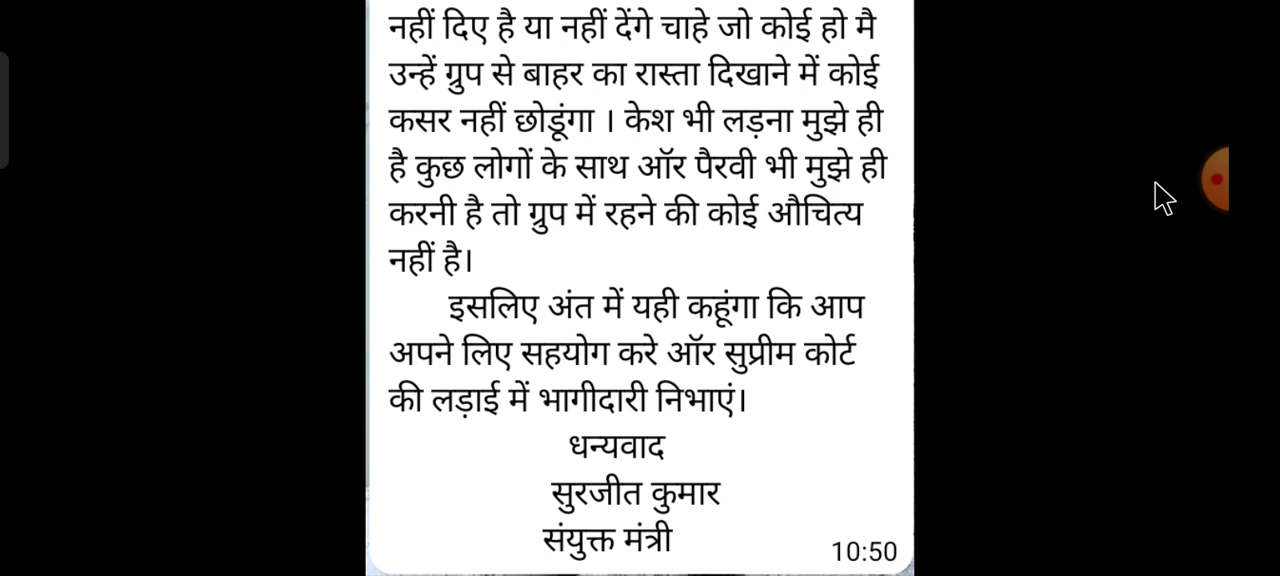 नहीं दिए है या नहीं देंगे चाहे जो कोई हो मै
उन्हें ग्रुप से बाहर का रास्ता दिखाने में कोई
कसर नहीं छोडूंगा । केश भी लड़ना मुझे ही
है कुछ लोगों के साथ ऑर पैरवी भी मुझे ही
करनी है तो ग्रुप में रहने की कोई औचित्य
नहीं है।
इसलिए अंत में यही कहूंगा कि आप
अपने लिए सहयोग करे ऑर सुप्रीम कोर्ट
की लड़ाई में भागीदारी निभाएं।
धन्यवाद
सुरजीत कुमार
संयुक्त मंत्री
10:50